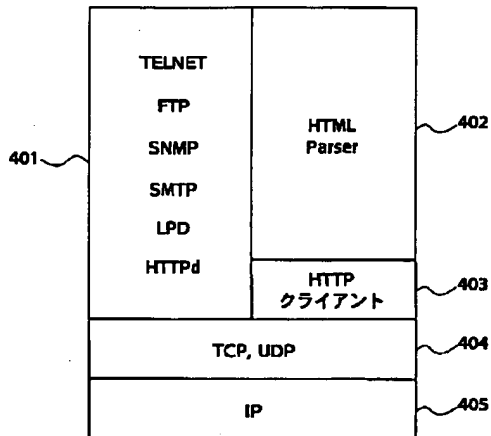 TELNET
FTP
SNMP
SMTP
LPD
HTTPd
401
HTML
Parser
402
HTTP
クライアント
403
TCP, UDP
404
IP
405